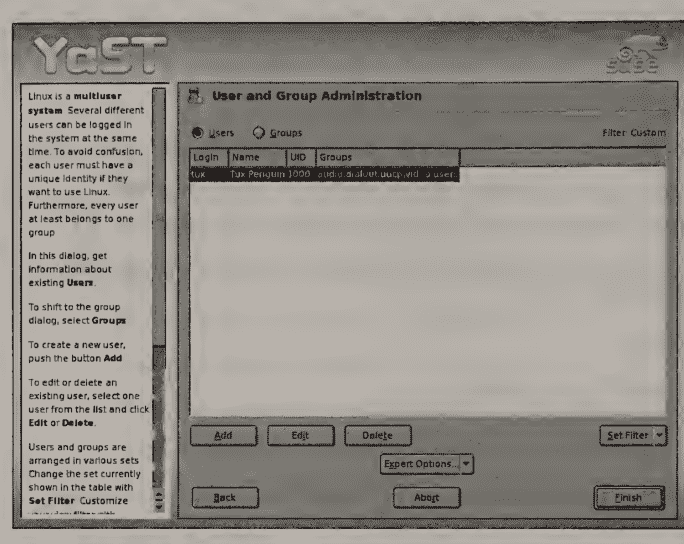 YaST
suse
Linux is a multiuser
system Several different
users can be logged in
the system at the same
time. To avoid confusion,
each user must have a
unique identity if they
want to use Linux.
Furthermore, every user
at least belongs to one
group
In this dialog, get
information about
existing Users.
To shift to the group
dialog, select Groups
To create a new user,
push the button Add
To edit or delete an
existing user, select one
user from the list and click
Edit or Delete.
Users and groups are
arranged in various sets
Change the set currently
shown in the table with
Set Filter Customize
User and Group Administration
Users Groups Filter: Custom
Login Name UID Groups
tux Tux Penguin 1000 audio,dialout,uucp,
Add Edit Delete Set Filter
Expert Options...
Back Abort Finish